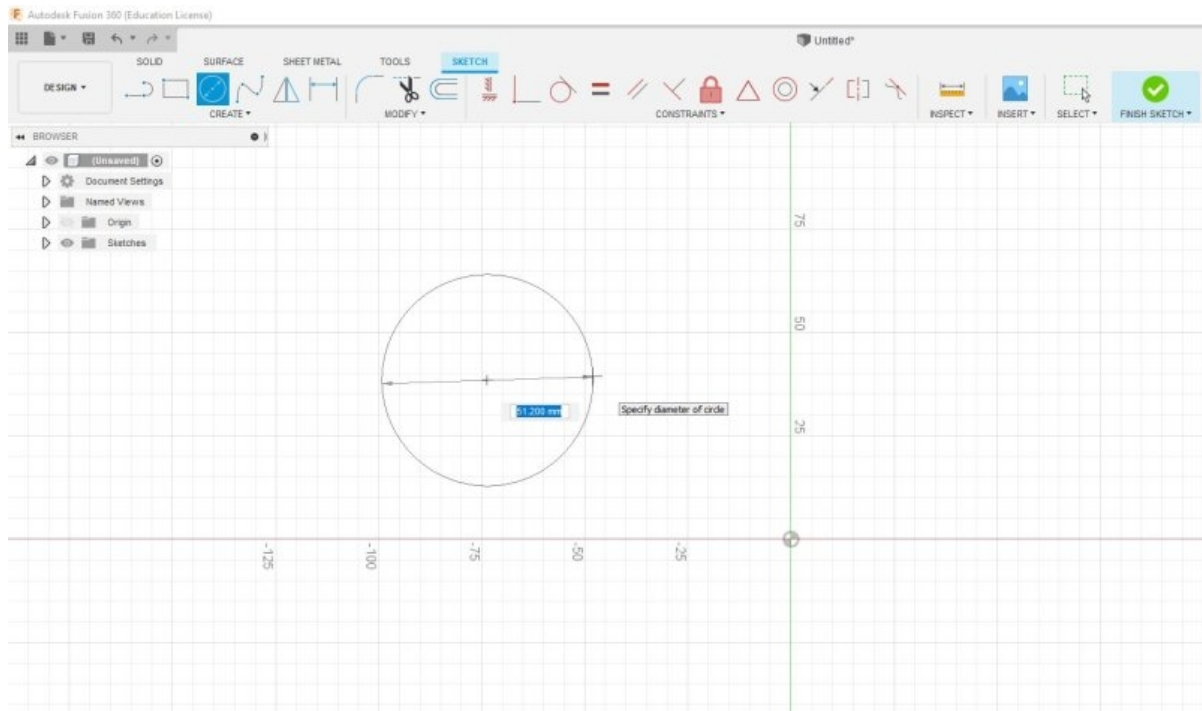 Autodesk Fusion 360 (Education License)
Untitled*
SOLID SURFACE SHEET METAL TOOLS SKETCH
DESIGN
CREATE MODIFY CONSTRAINTS INSPECT INSERT SELECT FINISH SKETCH
BROWSER
(Unsaved)
Document Settings
Named Views
Origin
Sketches
75
50
51.200 mm
Specify diameter of circle
25
-125 -100 -75 -50 -25